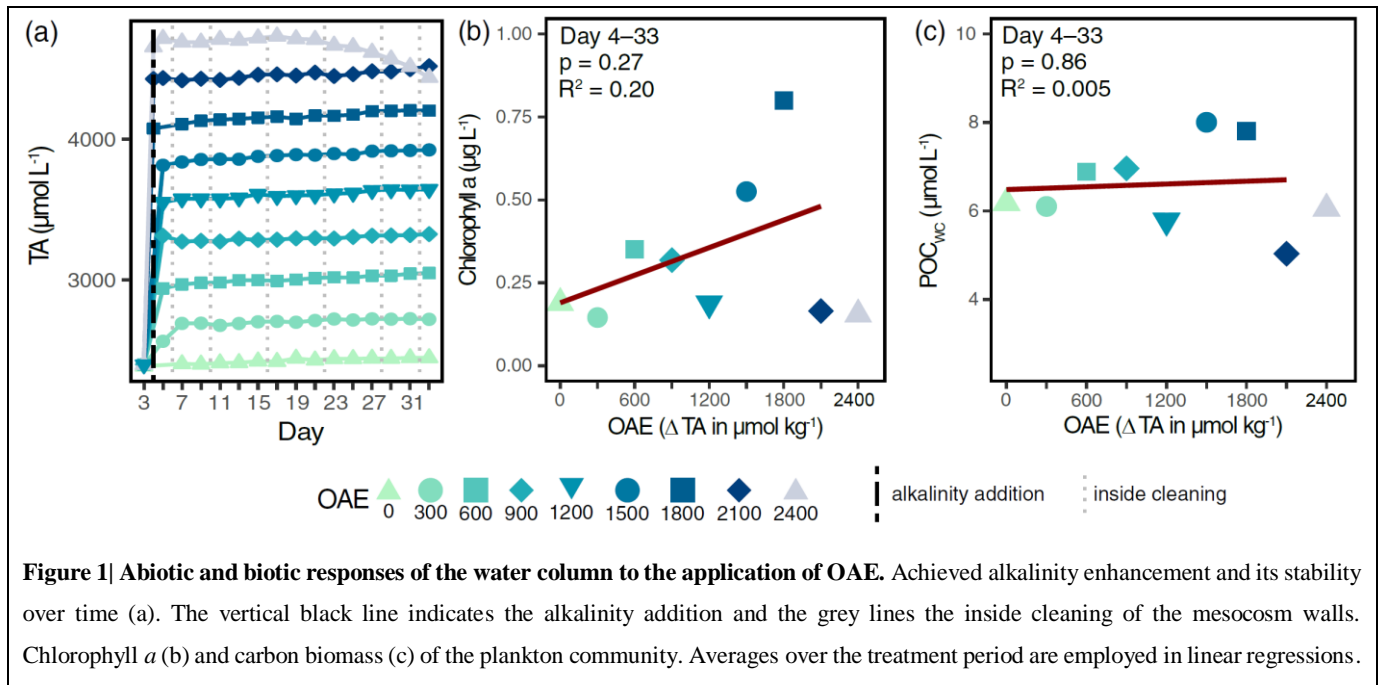 (a)
TA (µmol L⁻¹)
4000
3000
3 7 11 15 19 23 27 31
Day
(b)
Day 4–33
p = 0.27
R² = 0.20
Chlorophyll a (µg L⁻¹)
1.00
0.75
0.50
0.25
0.00
0 600 1200 1800 2400
OAE (Δ TA in µmol kg⁻¹)
(c)
Day 4–33
p = 0.86
R² = 0.005
POC_WC (µmol L⁻¹)
10
8
6
4
0 600 1200 1800 2400
OAE (Δ TA in µmol kg⁻¹)
OAE
0 300 600 900 1200 1500 1800 2100 2400
alkalinity addition
inside cleaning
Figure 1| Abiotic and biotic responses of the water column to the application of OAE. Achieved alkalinity enhancement and its stability
over time (a). The vertical black line indicates the alkalinity addition and the grey lines the inside cleaning of the mesocosm walls.
Chlorophyll a (b) and carbon biomass (c) of the plankton community. Averages over the treatment period are employed in linear regressions.